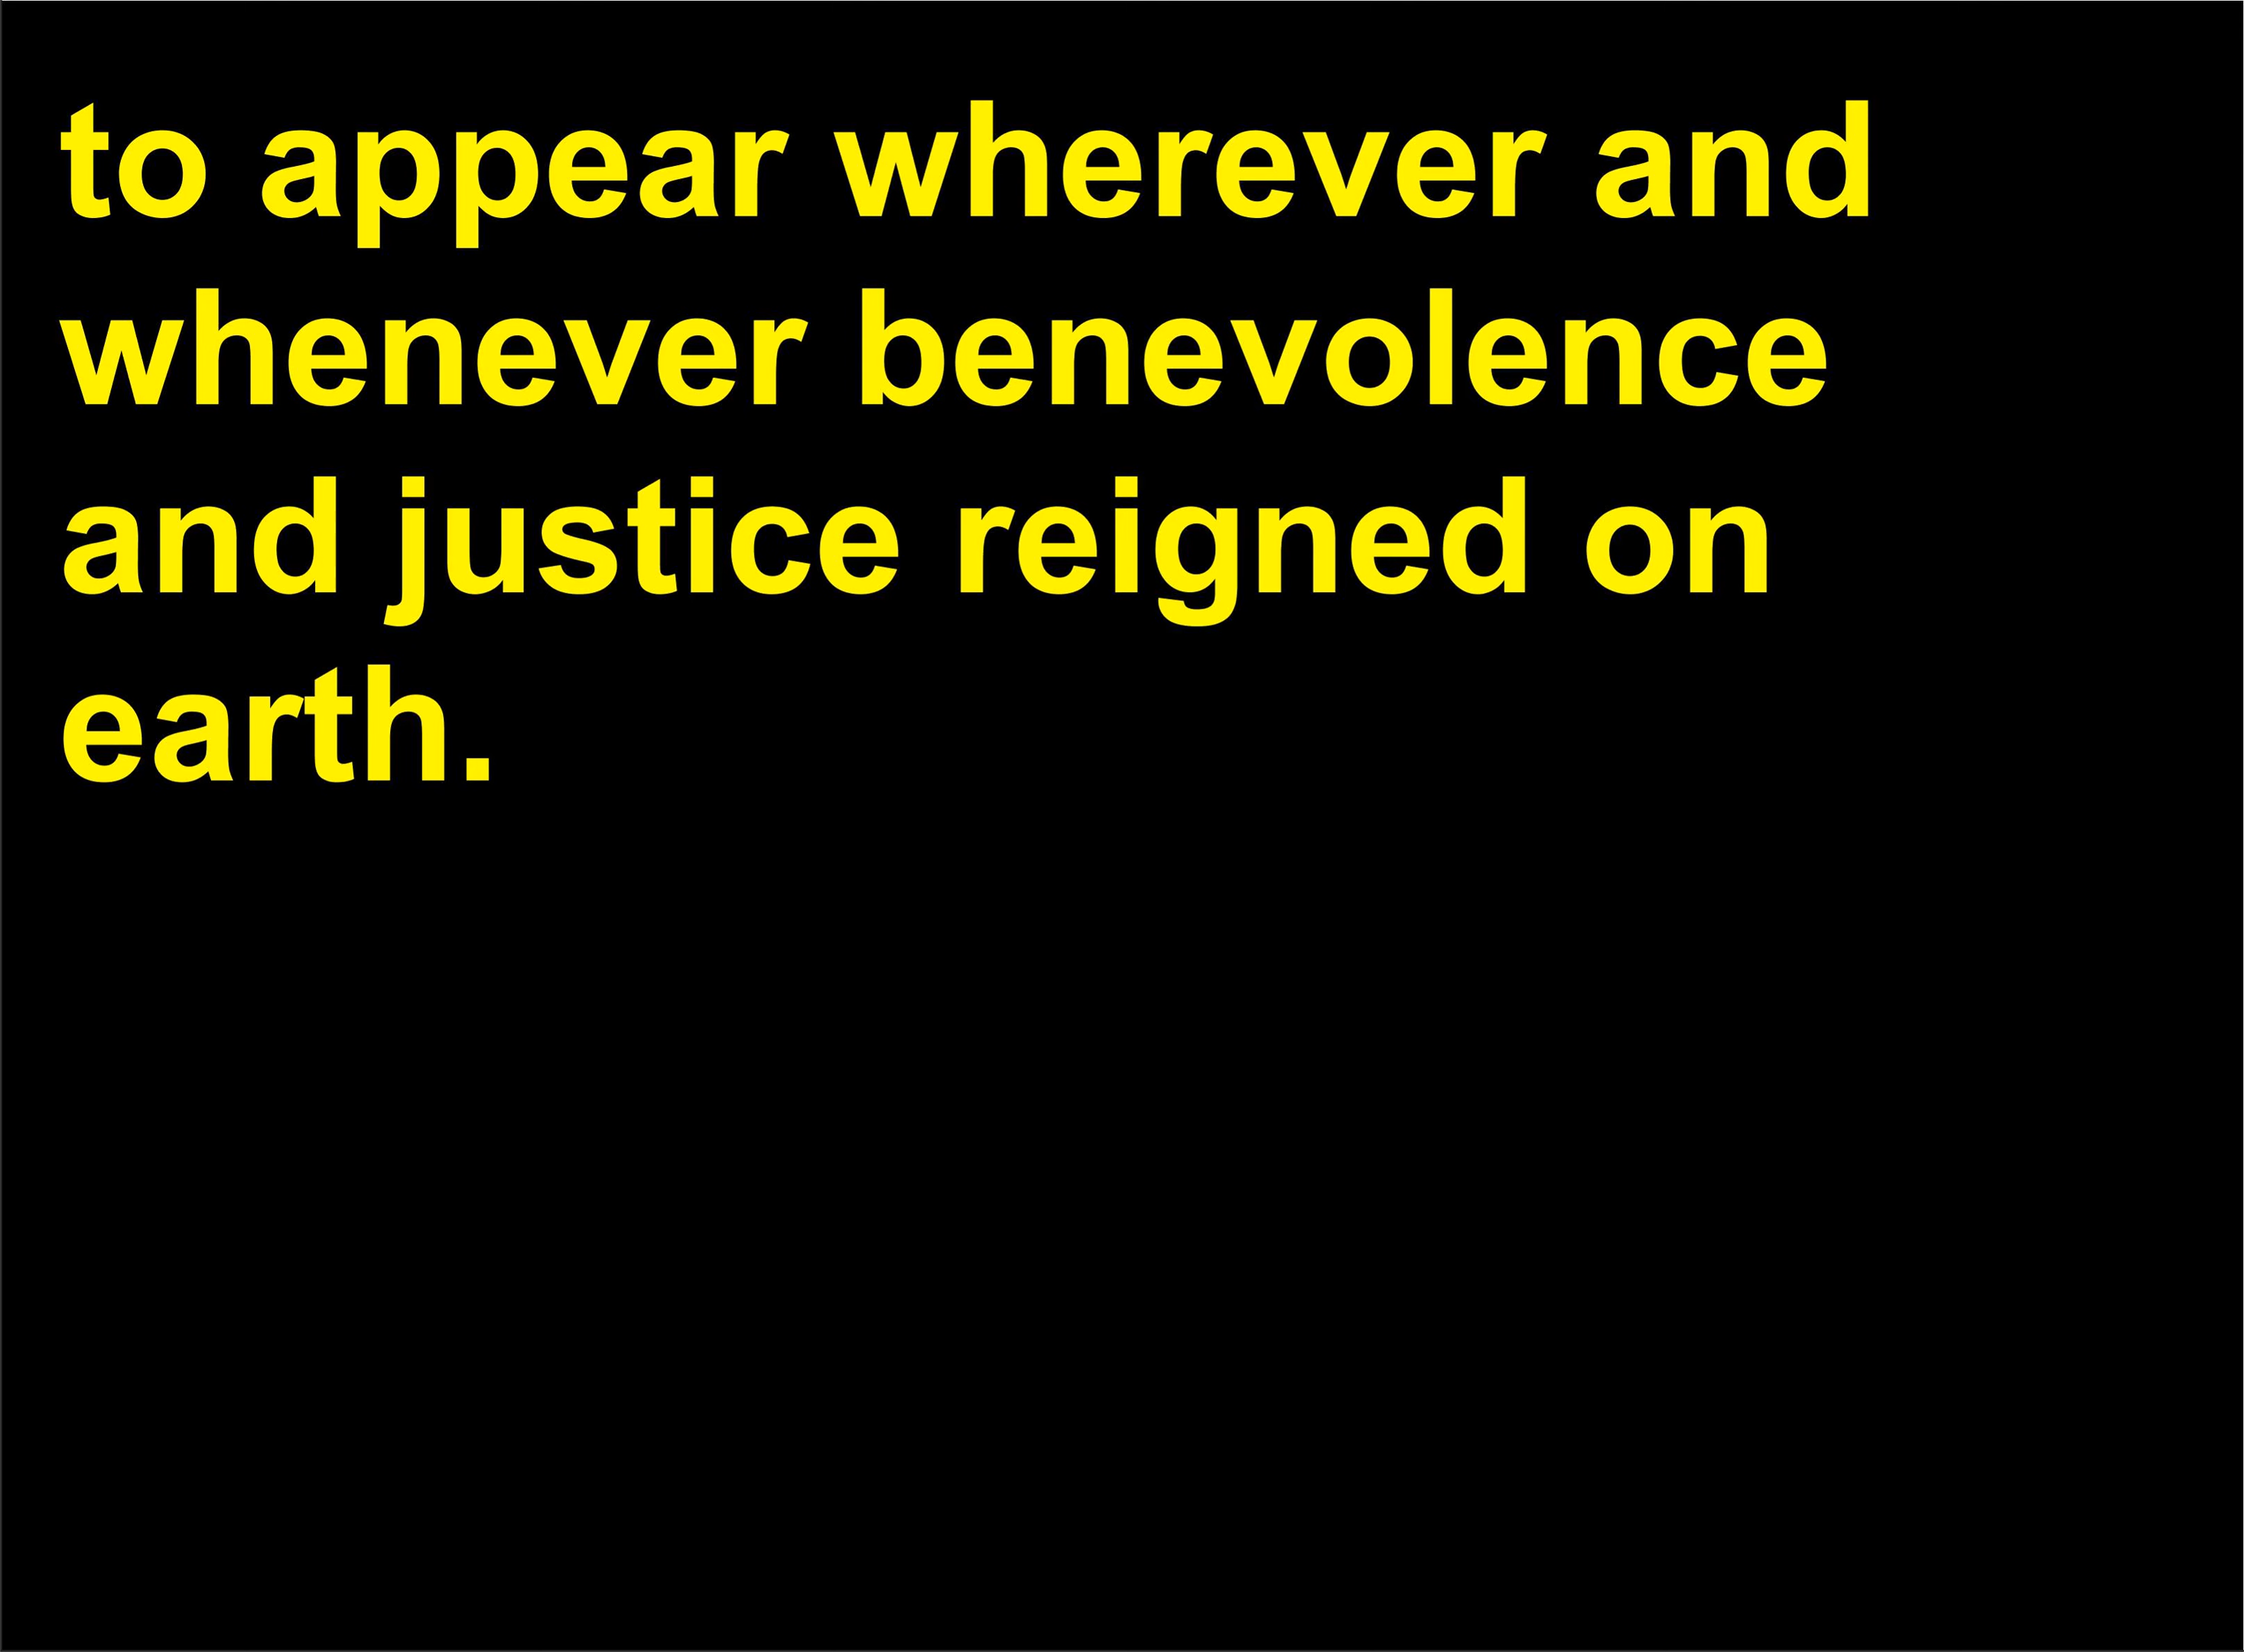 to appear wherever and
whenever benevolence
and justice reigned on
earth.